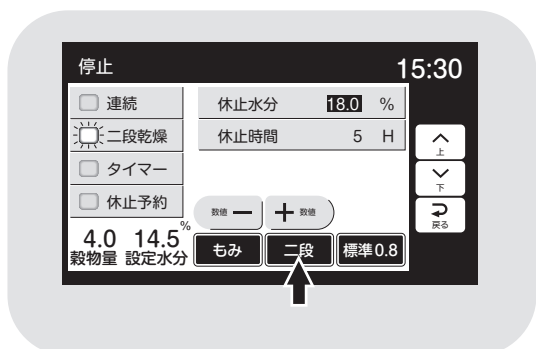 停止 15:30
連続
二段乾燥
タイマー
休止予約
休止水分 18.0 %
休止時間 5 H
上
下
戻る
数値 － ＋ 数値
4.0 14.5 %
穀物量 設定水分
もみ 二段 標準0.8